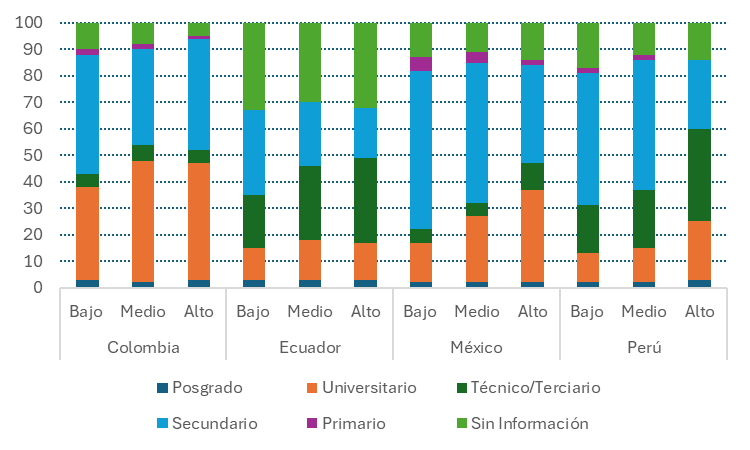 100
90
80
70
60
50
40
30
20
10
0
Bajo Medio Alto Bajo Medio Alto Bajo Medio Alto Bajo Medio Alto
Colombia Ecuador México Perú
Posgrado Universitario Técnico/Terciario
Secundario Primario Sin Información